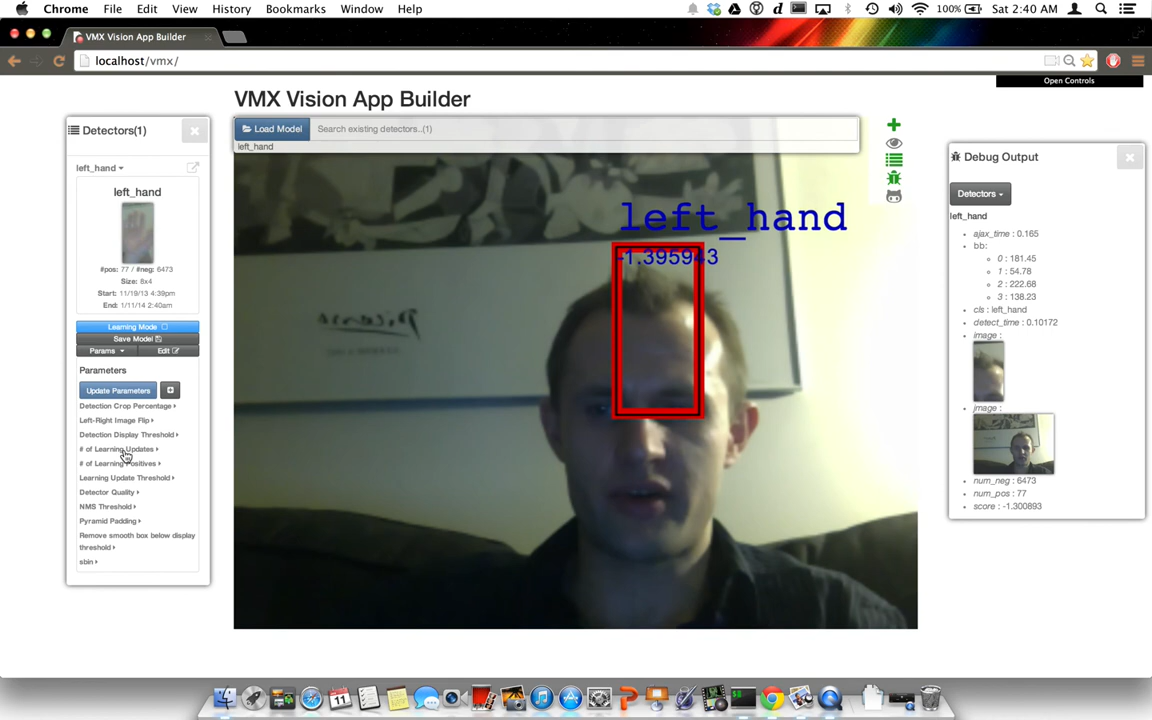 Chrome File Edit View History Bookmarks Window Help
100% Sat 2:40 AM
VMX Vision App Builder
localhost/vmx/
Open Controls
VMX Vision App Builder
Detectors(1)
left_hand
left_hand
#pos: 77 / #neg: 6473
Size: 8x4
Start: 11/19/13 4:39pm
End: 1/11/14 2:40am
Learning Mode
Save Model
Params Edit
Parameters
Update Parameters
Detection Crop Percentage
Left-Right Image Flip
Detection Display Threshold
# of Learning Updates
# of Learning Positives
Learning Update Threshold
Detector Quality
NMS Threshold
Pyramid Padding
Remove smooth box below display
threshold
sbin
Load Model Search existing detectors..(1)
left_hand
left_hand
-1.395943
Picasso
Debug Output
Detectors
left_hand
ajax_time : 0.165
bb:
0 : 181.45
1 : 54.78
2 : 222.68
3 : 138.23
cls : left_hand
detect_time : 0.10172
image :
image :
num_neg : 6473
num_pos : 77
score : -1.300893
11